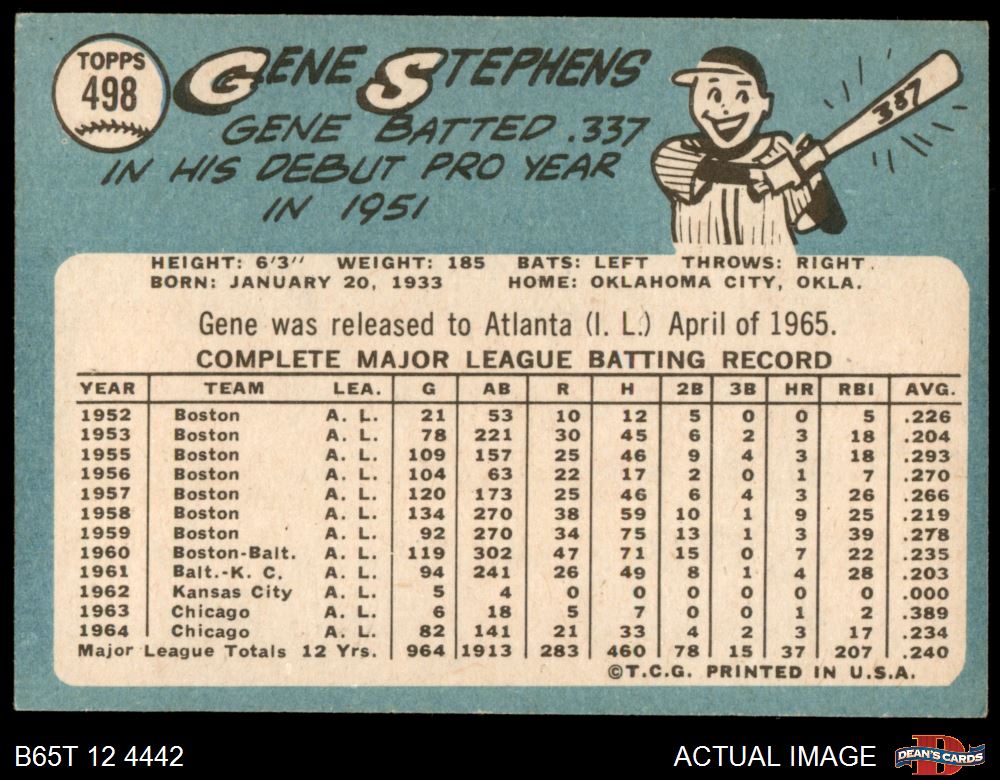 TOPPS
498
GENE STEPHENS
GENE BATTED .337
IN HIS DEBUT PRO YEAR
IN 1951
337
HEIGHT: 6'3" WEIGHT: 185 BATS: LEFT THROWS: RIGHT
BORN: JANUARY 20, 1933 HOME: OKLAHOMA CITY, OKLA.
Gene was released to Atlanta (I. L.) April of 1965.
COMPLETE MAJOR LEAGUE BATTING RECORD
YEAR TEAM LEA. G AB R H 2B 3B HR RBI AVG.
1952 Boston A. L. 21 53 10 12 5 0 0 5 .226
1953 Boston A. L. 78 221 30 45 6 2 3 18 .204
1955 Boston A. L. 109 157 25 46 9 4 3 18 .293
1956 Boston A. L. 104 63 22 17 2 0 1 7 .270
1957 Boston A. L. 120 173 25 46 6 4 3 26 .266
1958 Boston A. L. 134 270 38 59 10 1 9 25 .219
1959 Boston A. L. 92 270 34 75 13 1 3 39 .278
1960 Boston-Balt. A. L. 119 302 47 71 15 0 7 22 .235
1961 Balt.-K. C. A. L. 94 241 26 49 8 1 4 28 .203
1962 Kansas City A. L. 5 4 0 0 0 0 0 0 .000
1963 Chicago A. L. 6 18 5 7 0 0 1 2 .389
1964 Chicago A. L. 82 141 21 33 4 2 3 17 .234
Major League Totals 12 Yrs. 964 1913 283 460 78 15 37 207 .240
©T.C.G. PRINTED IN U.S.A.
B65T 12 4442
ACTUAL IMAGE
DEAN'S CARDS